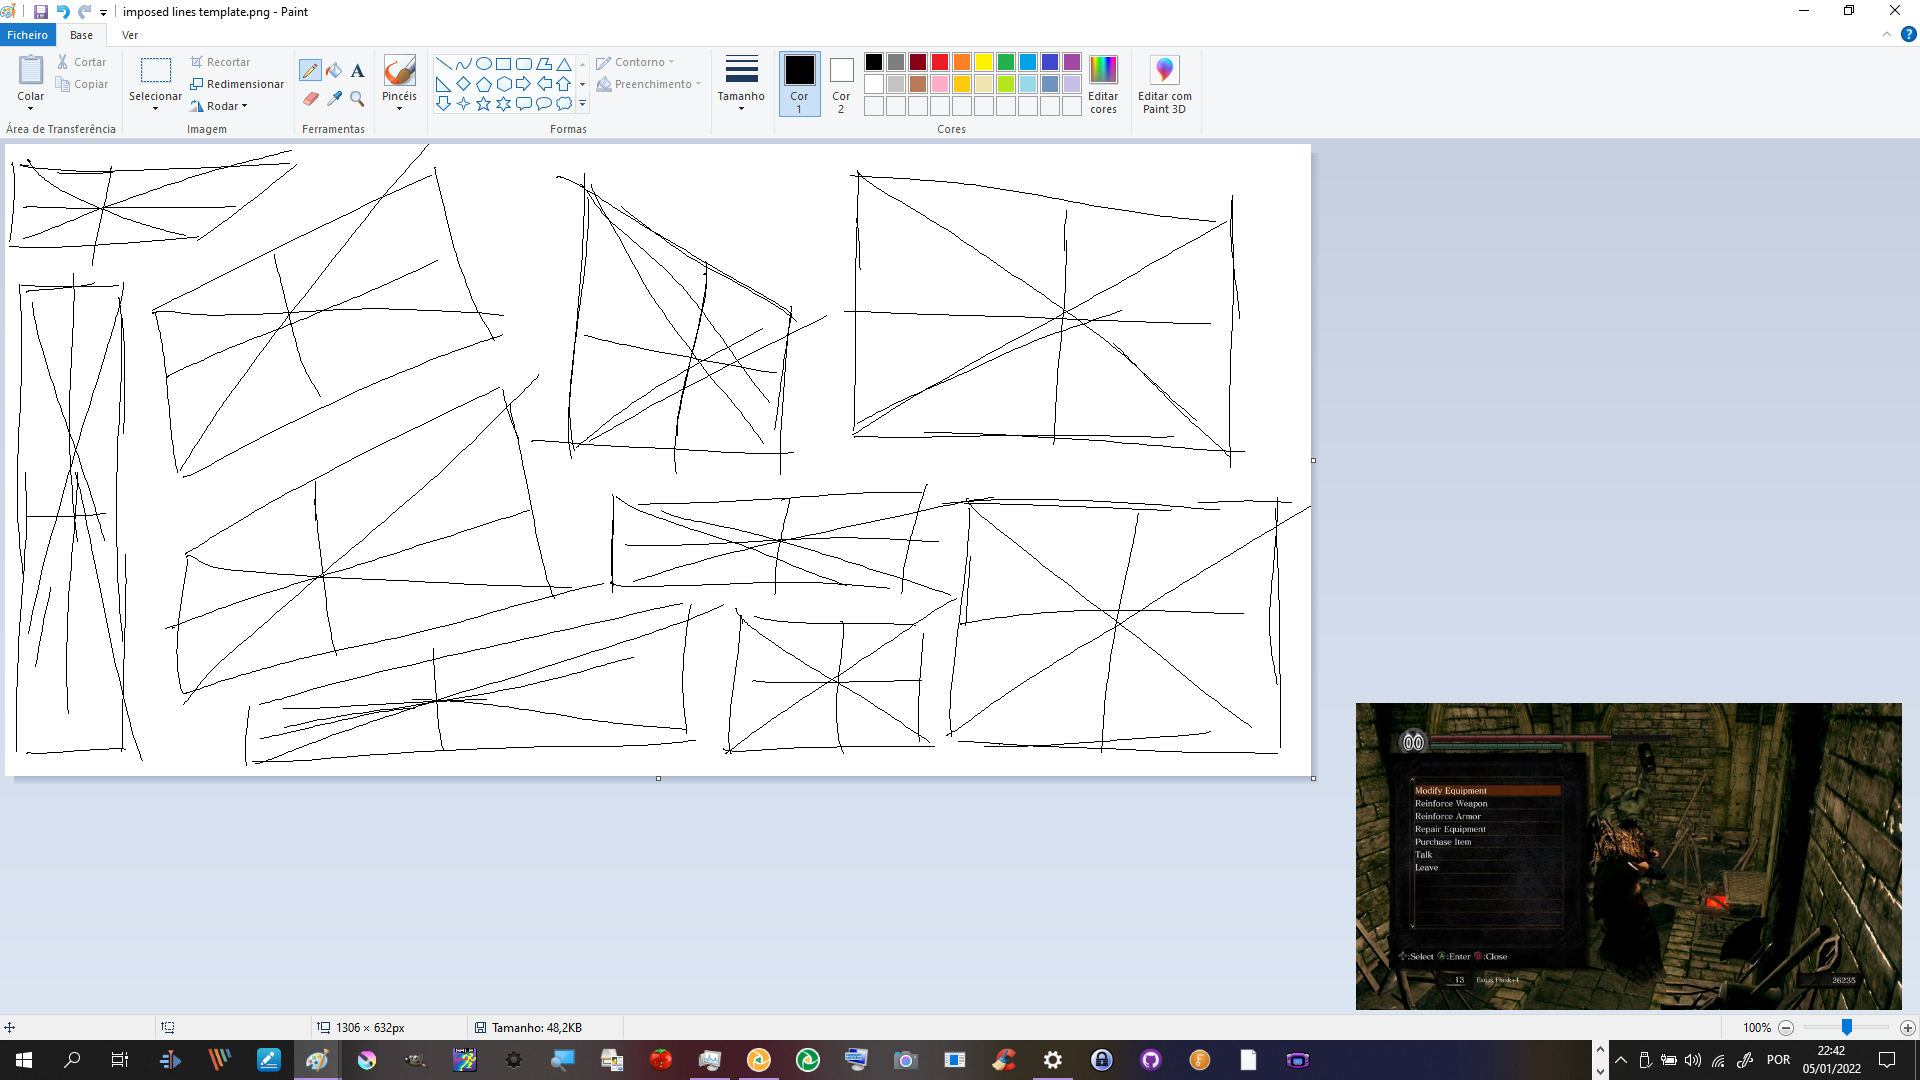 imposed lines template.png - Paint
Ficheiro Base Ver
Colar
Cortar
Copiar
Área de Transferência
Selecionar
Recortar
Redimensionar
Rodar
Imagem
Ferramentas
Pincéis
Contorno
Preenchimento
Formas
Tamanho
Cor 1
Cor 2
Editar cores
Cores
Editar com Paint 3D
Modify Equipment
Reinforce Weapon
Reinforce Armor
Repair Equipment
Purchase Item
Talk
Leave
:Select A:Enter :Close
13 Estus Flask+4
26235
1306 × 632px
Tamanho: 48,2KB
100%
POR
22:42
05/01/2022